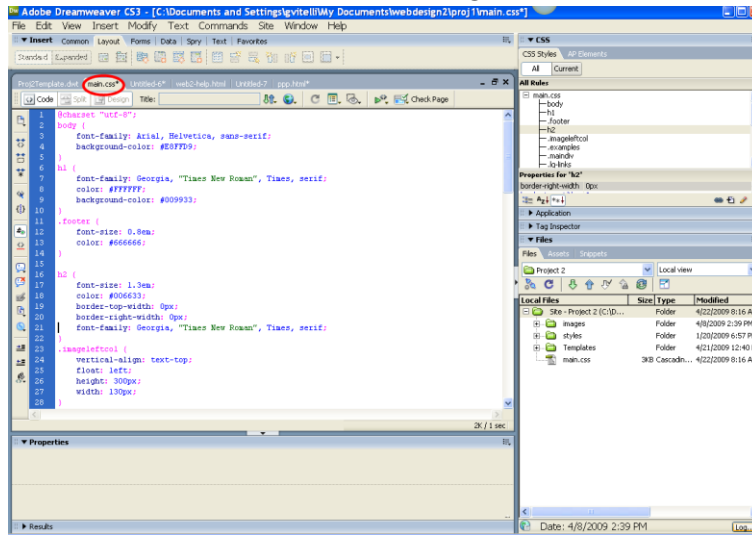 Adobe Dreamweaver CS3 - [C:\Documents and Settings\gvitelli\My Documents\webdesign2\proj1\main.css*]
File Edit View Insert Modify Text Commands Site Window Help
Insert Common Layout Forms Data Spry Text Favorites
Standard Expanded
Proj2Template.dwt main.css* Untitled-6* web2-help.html Untitled-7 ppp.html*
Code Split Design Title: Check Page
1 @charset "utf-8";
2 body {
3 font-family: Arial, Helvetica, sans-serif;
4 background-color: #E8FFD9;
5 }
6 h1 {
7 font-family: Georgia, "Times New Roman", Times, serif;
8 color: #FFFFFF;
9 background-color: #009933;
10 }
11 .footer {
12 font-size: 0.8em;
13 color: #666666;
14 }
15
16 h2 {
17 font-size: 1.3em;
18 color: #006633;
19 border-top-width: 0px;
20 border-right-width: 0px;
21 font-family: Georgia, "Times New Roman", Times, serif;
22 }
23 .imageleftcol {
24 vertical-align: text-top;
25 float: left;
26 height: 300px;
27 width: 130px;
28 }
2K / 1 sec
Properties
Results
CSS
CSS Styles AP Elements
All Current
All Rules
main.css
body
h1
.footer
h2
.imageleftcol
.examples
.maindiv
Properties for "h2"
border-right-width 0px
Application
Tag Inspector
Files
Files Assets Snippets
Project 2 Local view
Local Files Size Type Modified
Site - Project 2 (C:\D... Folder 4/22/2009 8:16 A
images Folder 4/8/2009 2:39 PM
styles Folder 1/20/2009 6:57 P
Templates Folder 4/21/2009 12:40
main.css 3KB Cascadin... 4/22/2009 8:16 A
Date: 4/8/2009 2:39 PM Log...